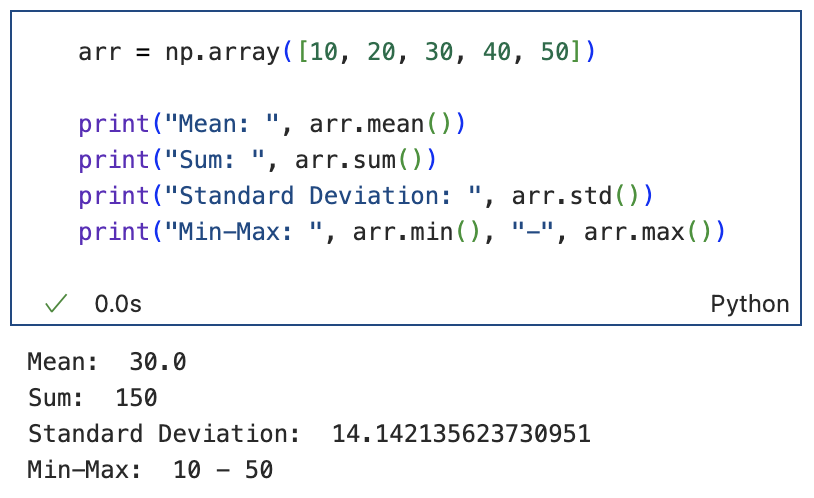 arr = np.array([10, 20, 30, 40, 50])
print("Mean: ", arr.mean())
print("Sum: ", arr.sum())
print("Standard Deviation: ", arr.std())
print("Min-Max: ", arr.min(), "-", arr.max())
0.0s Python
Mean:  30.0
Sum:  150
Standard Deviation:  14.142135623730951
Min-Max:  10 - 50